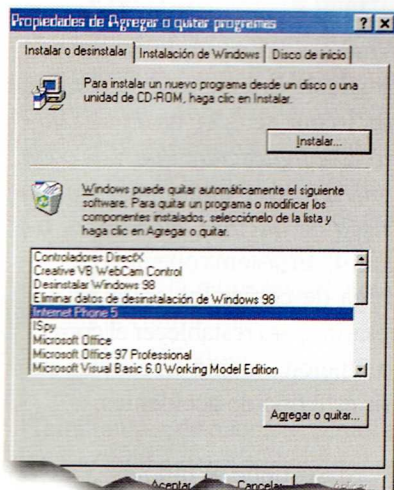 Propiedades de Agregar o quitar programas
Instalar o desinstalar Instalación de Windows Disco de inicio
Para instalar un nuevo programa desde un disco o una
unidad de CD-ROM, haga clic en Instalar.
Instalar...
Windows puede quitar automáticamente el siguiente
software. Para quitar un programa o modificar los
componentes instalados, selecciónelo de la lista y
haga clic en Agregar o quitar.
Controladores DirectX
Creative VB WebCam Control
Desinstalar Windows 98
Eliminar datos de desinstalación de Windows 98
Internet Phone 5
ISpy
Microsoft Office
Microsoft Office 97 Professional
Microsoft Visual Basic 6.0 Working Model Edition
Agregar o quitar...
Aceptar Cancelar Aplicar